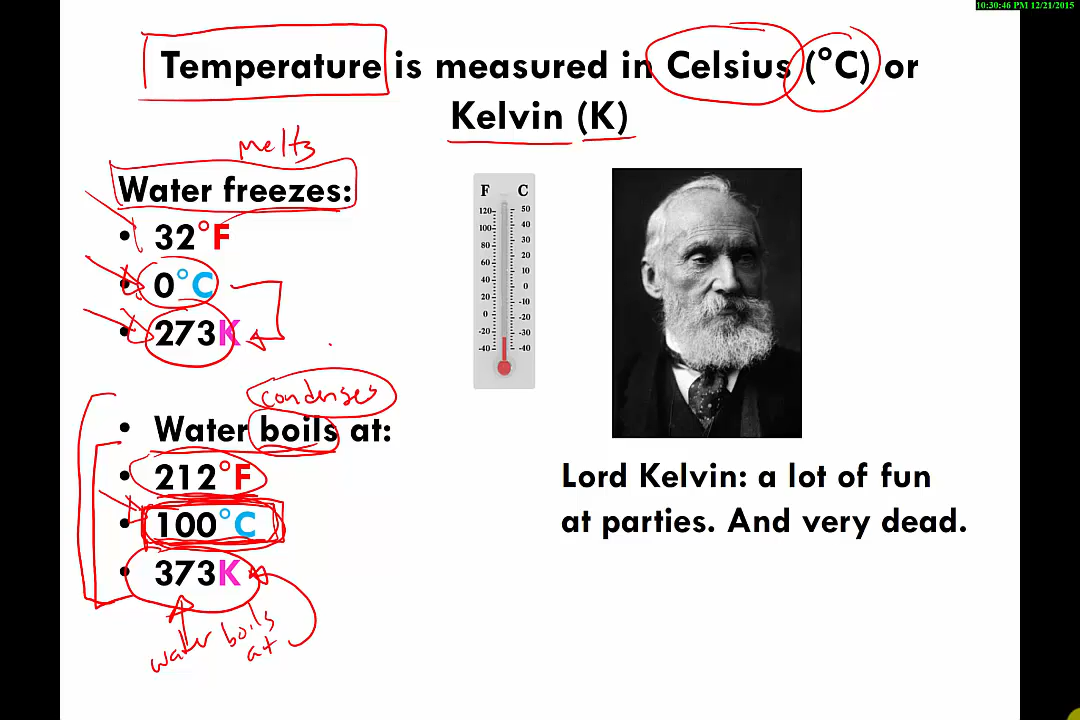 10:30:46 PM 12/21/2015
Temperature is measured in Celsius (°C) or
Kelvin (K)
melts
Water freezes:
• 32°F
• 0°C
• 273K
F C
120 50
100 40
80 30
60 20
40 10
20 0
0 -10
-20 -20
-40 -30
-40
condenses
• Water boils at:
• 212°F
• 100°C
• 373K
water boils
at
Lord Kelvin: a lot of fun
at parties. And very dead.